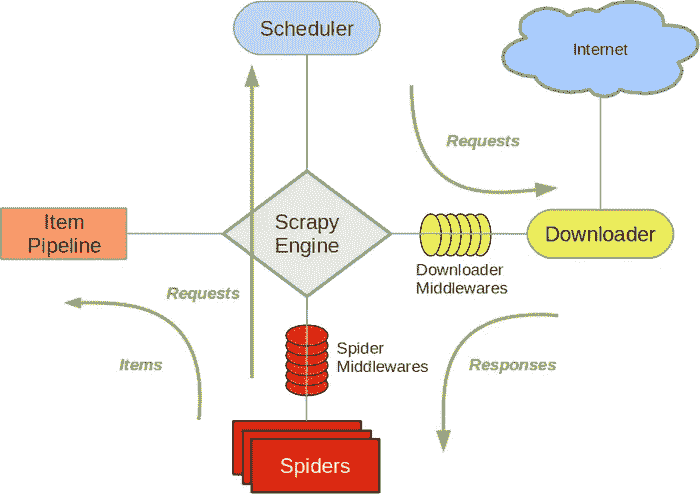 Scheduler
Internet
Requests
Item
Pipeline
Scrapy
Engine
Downloader
Downloader
Middlewares
Requests
Items
Spider
Middlewares
Responses
Spiders